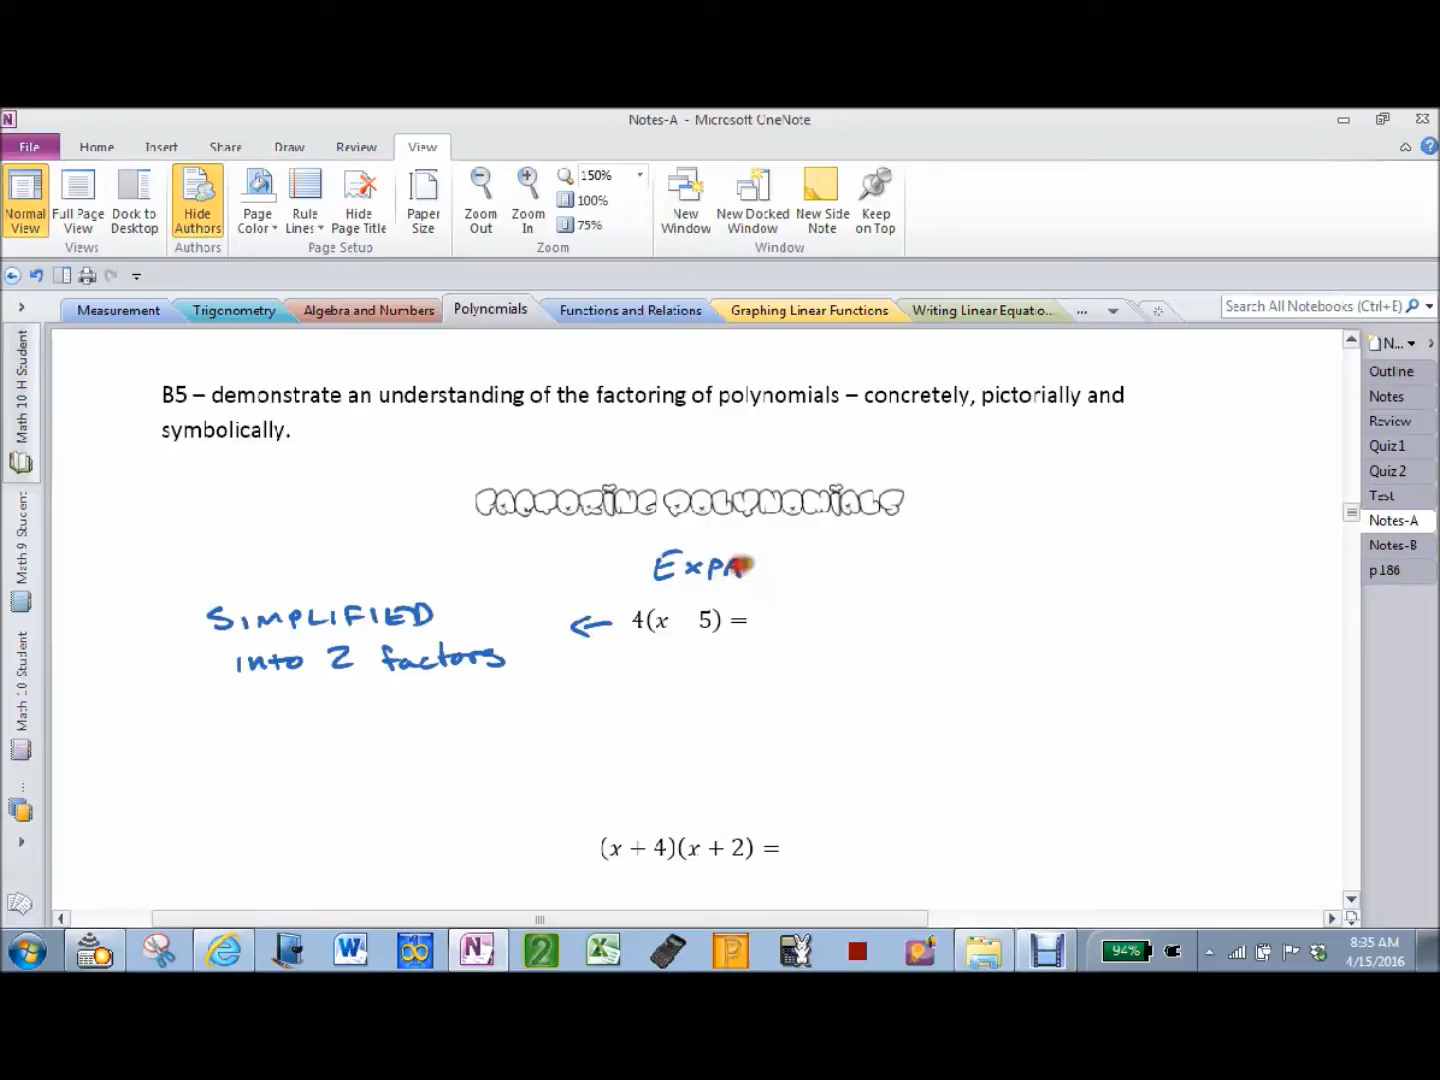 Notes-A - Microsoft OneNote
File Home Insert Share Draw Review View
Normal View
Full Page View
Dock to Desktop
Hide Authors
Page Color
Rule Lines
Hide Page Title
Paper Size
Zoom Out
Zoom In
150%
100%
75%
New Window
New Docked Window
New Side Note
Keep on Top
Views Authors Page Setup Zoom Window
Measurement Trigonometry Algebra and Numbers Polynomials Functions and Relations Graphing Linear Functions Writing Linear Equatio... ...
Search All Notebooks (Ctrl+E)
N...
Outline
Notes
Review
Quiz1
Quiz 2
Test
Notes-A
Notes-B
p 186
Math 10 H Student
Math 9 Student
Math 10 Student
B5 – demonstrate an understanding of the factoring of polynomials – concretely, pictorially and
symbolically.
FACTORING POLYNOMIALS
EXPA
SIMPLIFIED
into 2 factors
← 4(x 5) =
(x + 4)(x + 2) =
94%
8:35 AM
4/15/2016